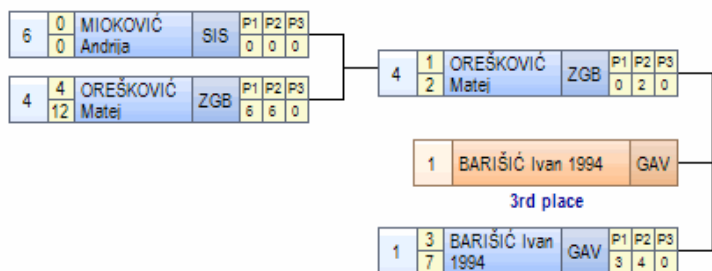 6 0 MIOKOVIĆ SIS P1 P2 P3
0 Andrija 0 0 0
4 4 OREŠKOVIĆ ZGB P1 P2 P3
12 Matej 6 6 0
4 1 OREŠKOVIĆ ZGB P1 P2 P3
2 Matej 0 2 0
1 BARIŠIĆ Ivan 1994 GAV
3rd place
1 3 BARIŠIĆ Ivan GAV P1 P2 P3
7 1994 3 4 0